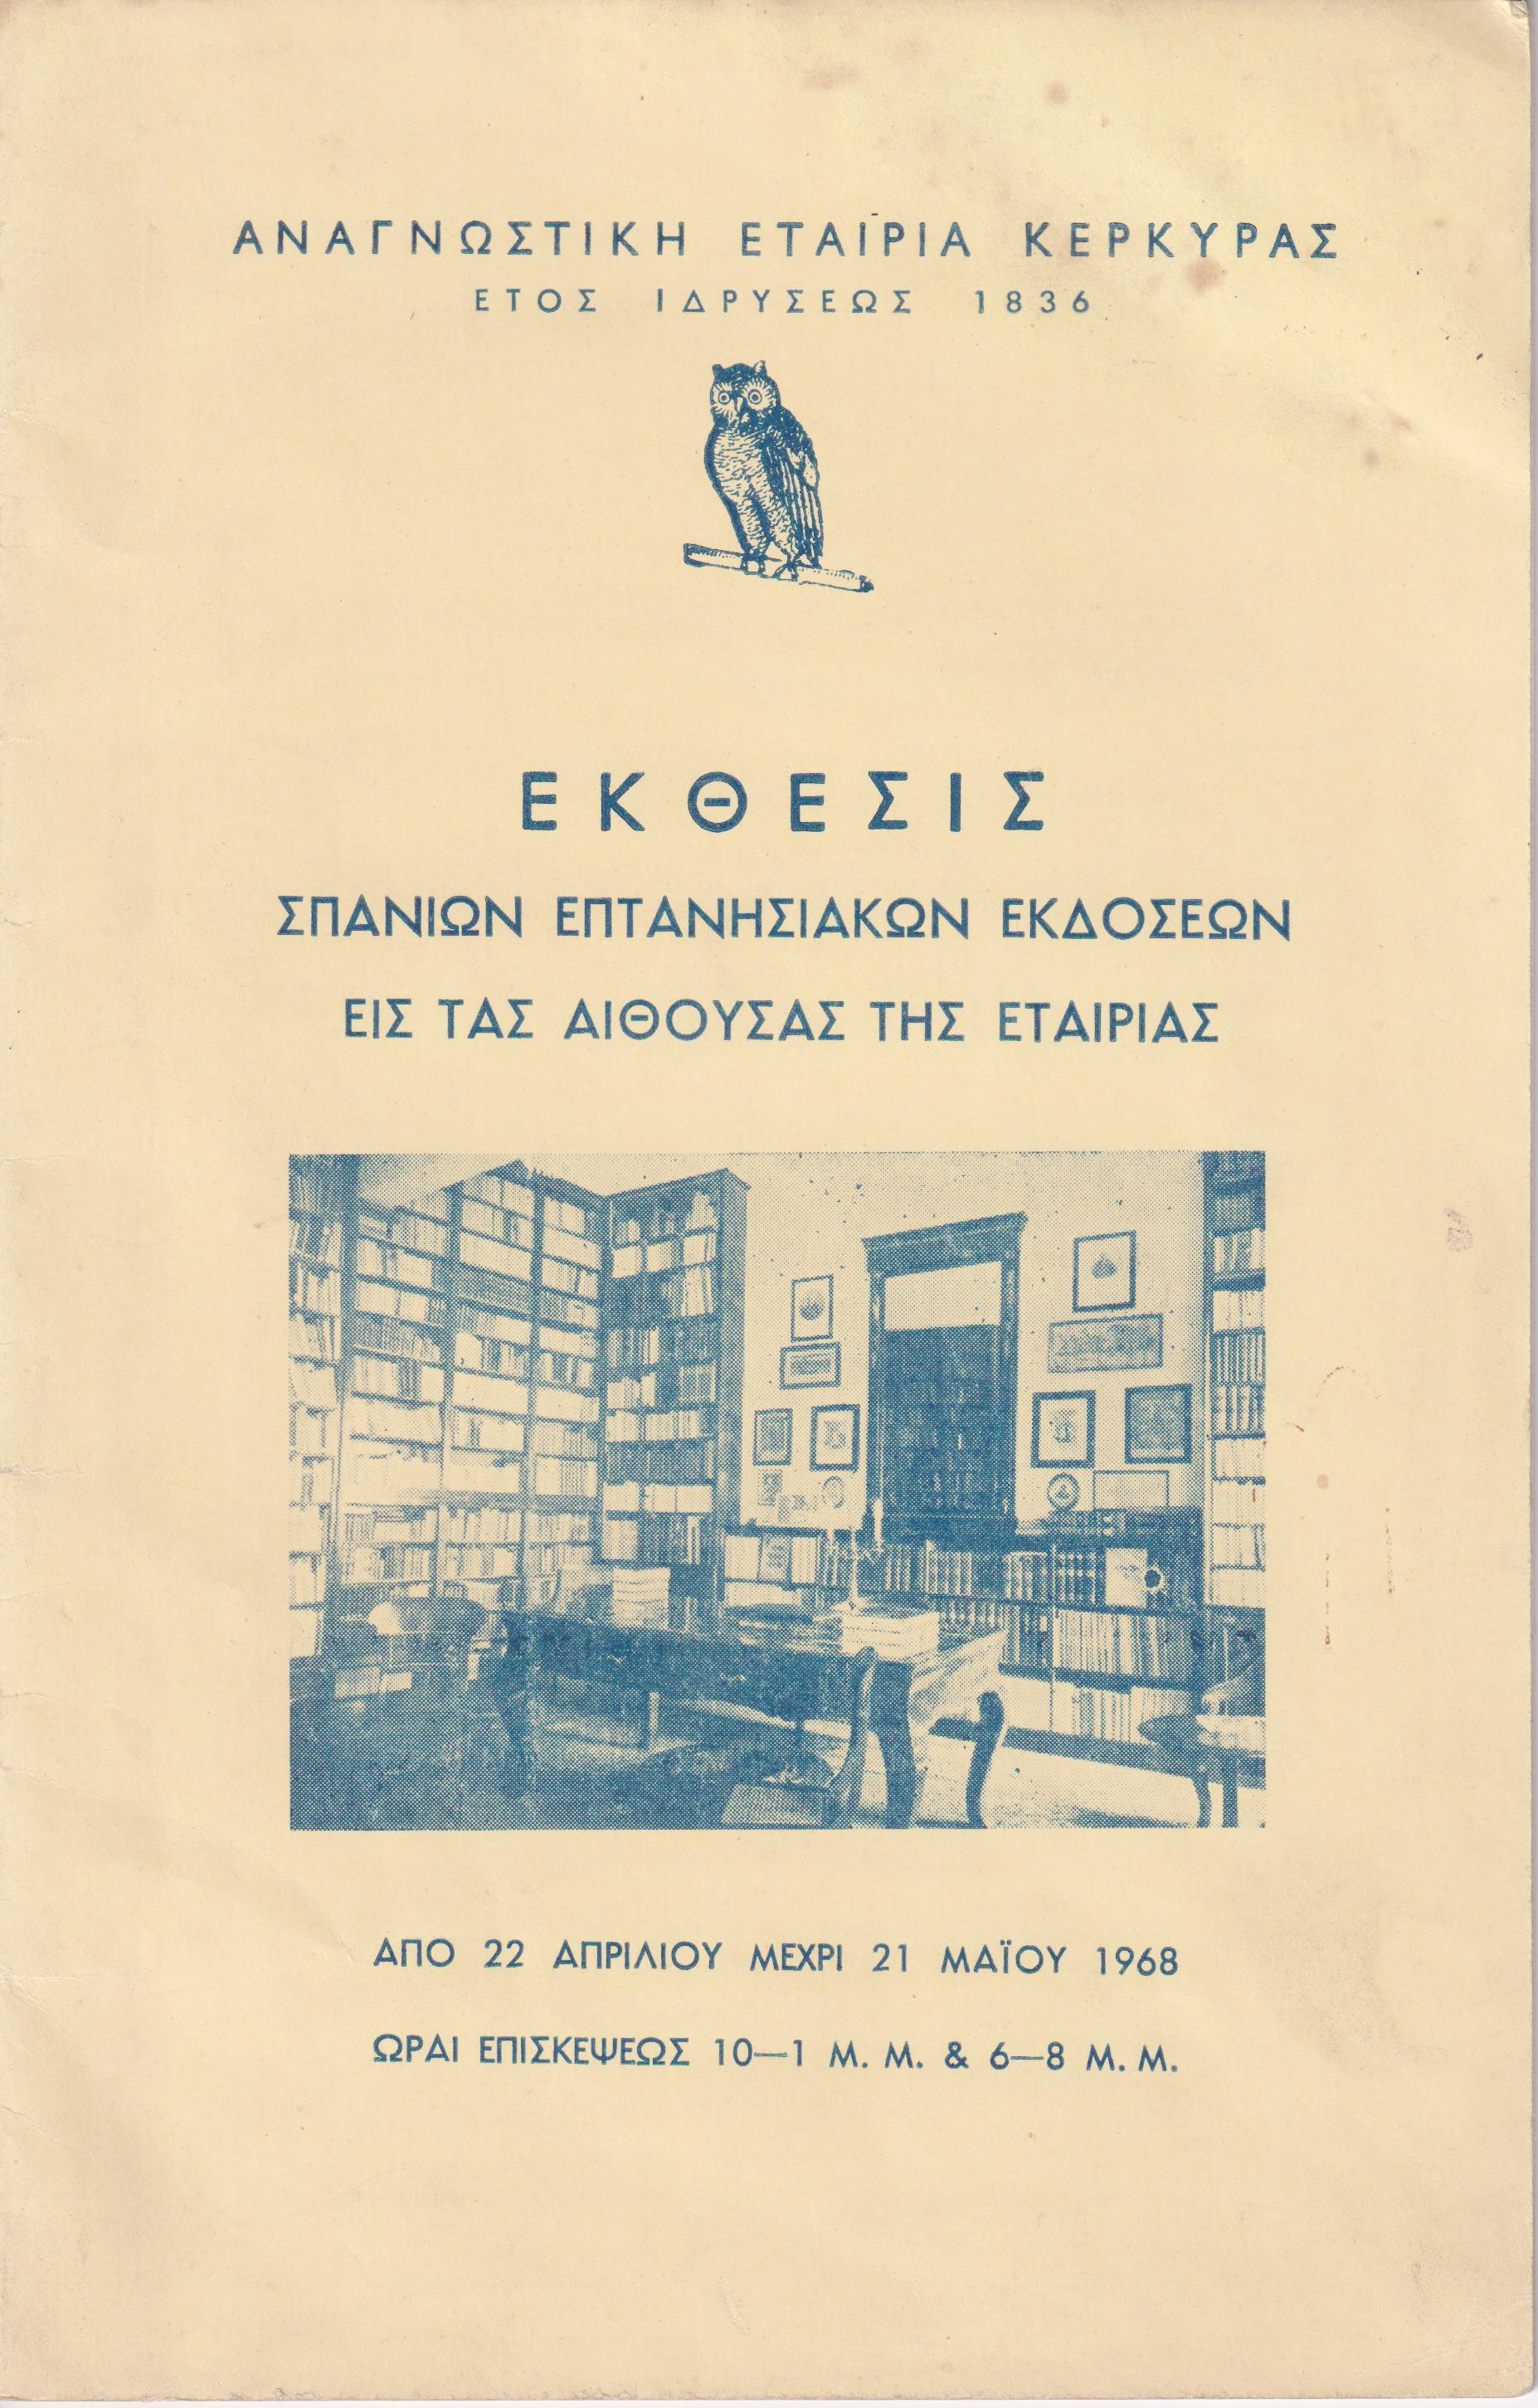 ΑΝΑΓΝΩΣΤΙΚΗ ΕΤΑΙΡΙΑ ΚΕΡΚΥΡΑΣ
ΕΤΟΣ ΙΔΡΥΣΕΩΣ 1836
ΕΚΘΕΣΙΣ
ΣΠΑΝΙΩΝ ΕΠΤΑΝΗΣΙΑΚΩΝ ΕΚΔΟΣΕΩΝ
ΕΙΣ ΤΑΣ ΑΙΘΟΥΣΑΣ ΤΗΣ ΕΤΑΙΡΙΑΣ
ΑΠΟ 22 ΑΠΡΙΛΙΟΥ ΜΕΧΡΙ 21 ΜΑΪΟΥ 1968
ΩΡΑΙ ΕΠΙΣΚΕΨΕΩΣ 10—1 Μ. Μ. & 6—8 Μ. Μ.